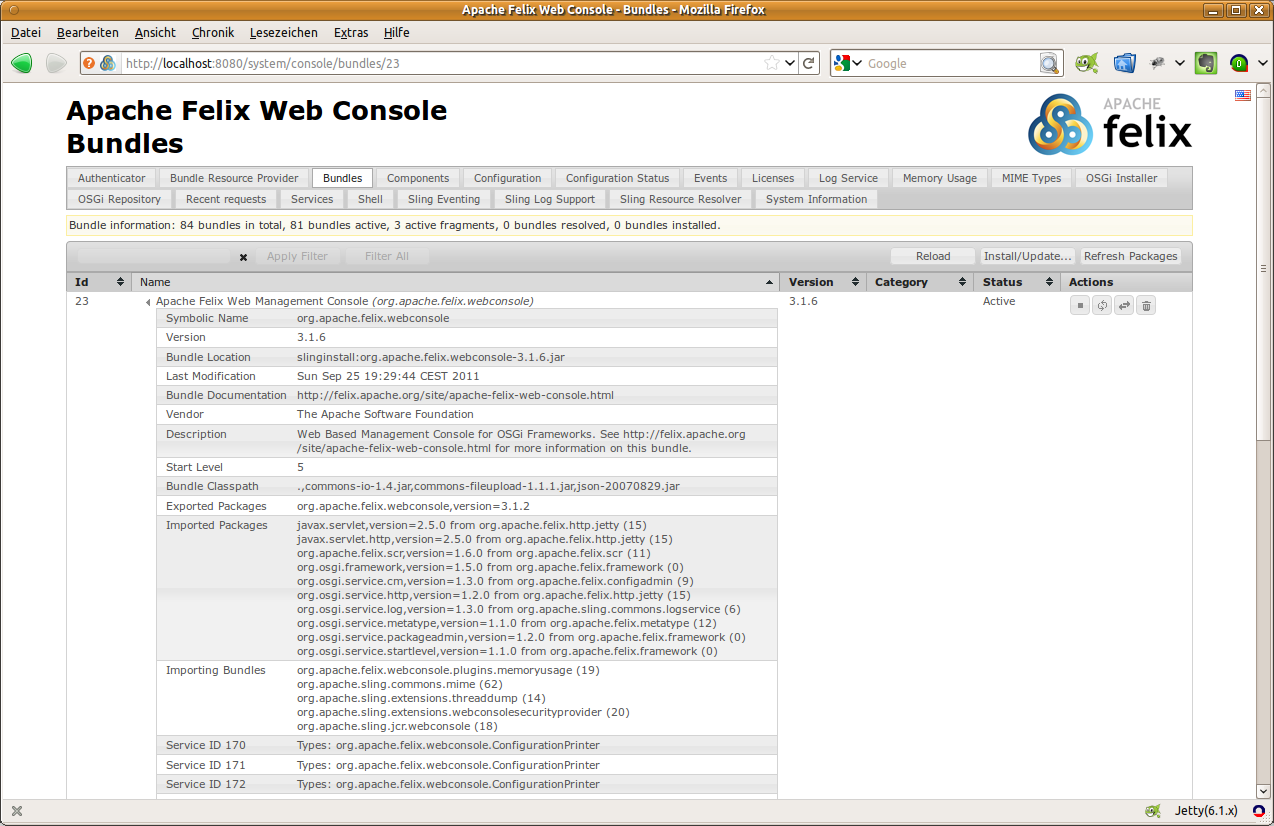 Apache Felix Web Console - Bundles - Mozilla Firefox
Datei Bearbeiten Ansicht Chronik Lesezeichen Extras Hilfe
http://localhost:8080/system/console/bundles/23
Google
Apache Felix Web Console
Bundles
APACHE
felix
Authenticator Bundle Resource Provider Bundles Components Configuration Configuration Status Events Licenses Log Service Memory Usage MIME Types OSGi Installer
OSGi Repository Recent requests Services Shell Sling Eventing Sling Log Support Sling Resource Resolver System Information
Bundle information: 84 bundles in total, 81 bundles active, 3 active fragments, 0 bundles resolved, 0 bundles installed.
Apply Filter Filter All Reload Install/Update... Refresh Packages
Id Name Version Category Status Actions
23 Apache Felix Web Management Console (org.apache.felix.webconsole) 3.1.6 Active
Symbolic Name org.apache.felix.webconsole
Version 3.1.6
Bundle Location slinginstall:org.apache.felix.webconsole-3.1.6.jar
Last Modification Sun Sep 25 19:29:44 CEST 2011
Bundle Documentation http://felix.apache.org/site/apache-felix-web-console.html
Vendor The Apache Software Foundation
Description Web Based Management Console for OSGi Frameworks. See http://felix.apache.org
/site/apache-felix-web-console.html for more information on this bundle.
Start Level 5
Bundle Classpath .,commons-io-1.4.jar,commons-fileupload-1.1.1.jar,json-20070829.jar
Exported Packages org.apache.felix.webconsole,version=3.1.2
Imported Packages javax.servlet,version=2.5.0 from org.apache.felix.http.jetty (15)
javax.servlet.http,version=2.5.0 from org.apache.felix.http.jetty (15)
org.apache.felix.scr,version=1.6.0 from org.apache.felix.scr (11)
org.osgi.framework,version=1.5.0 from org.apache.felix.framework (0)
org.osgi.service.cm,version=1.3.0 from org.apache.felix.configadmin (9)
org.osgi.service.http,version=1.2.0 from org.apache.felix.http.jetty (15)
org.osgi.service.log,version=1.3.0 from org.apache.sling.commons.logservice (6)
org.osgi.service.metatype,version=1.1.0 from org.apache.felix.metatype (12)
org.osgi.service.packageadmin,version=1.2.0 from org.apache.felix.framework (0)
org.osgi.service.startlevel,version=1.1.0 from org.apache.felix.framework (0)
Importing Bundles org.apache.felix.webconsole.plugins.memoryusage (19)
org.apache.sling.commons.mime (62)
org.apache.sling.extensions.threaddump (14)
org.apache.sling.extensions.webconsolesecurityprovider (20)
org.apache.sling.jcr.webconsole (18)
Service ID 170 Types: org.apache.felix.webconsole.ConfigurationPrinter
Service ID 171 Types: org.apache.felix.webconsole.ConfigurationPrinter
Service ID 172 Types: org.apache.felix.webconsole.ConfigurationPrinter
Jetty(6.1.x)